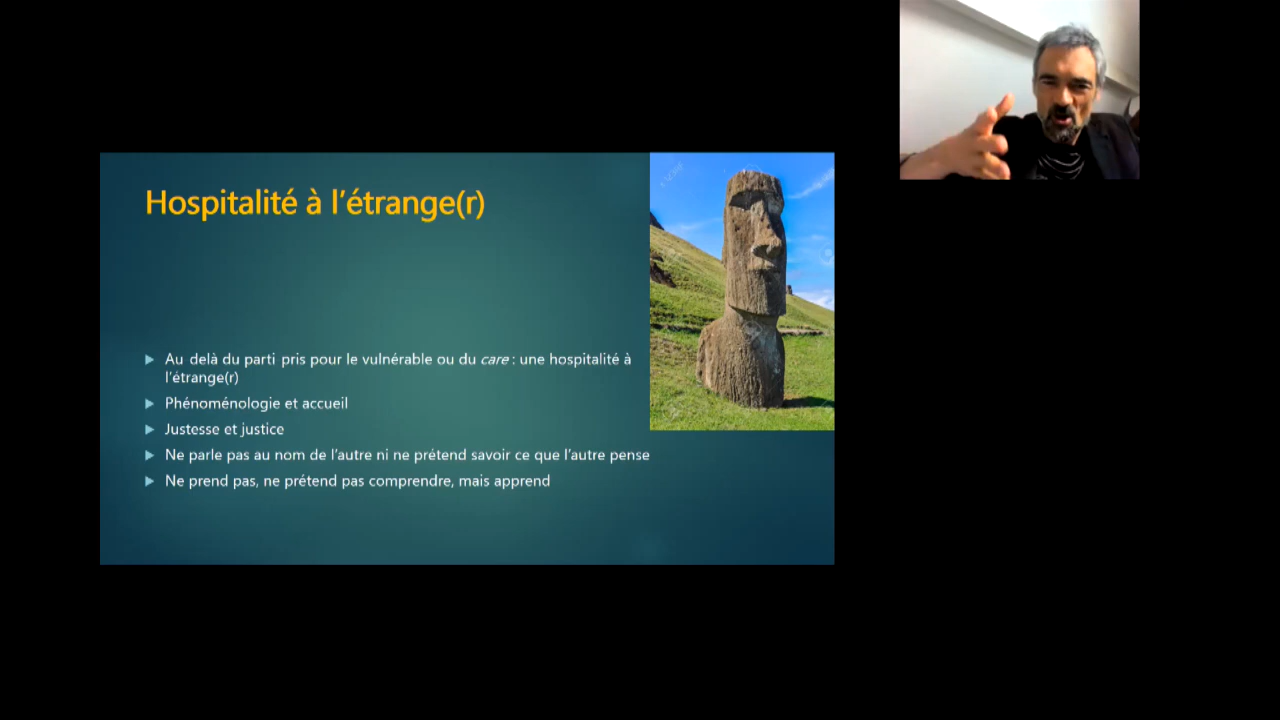 Hospitalité à l'étrange(r)
Au delà du parti pris pour le vulnérable ou du care : une hospitalité à
l'étrange(r)
Phénoménologie et accueil
Justesse et justice
Ne parle pas au nom de l'autre ni ne prétend savoir ce que l'autre pense
Ne prend pas, ne prétend pas comprendre, mais apprend